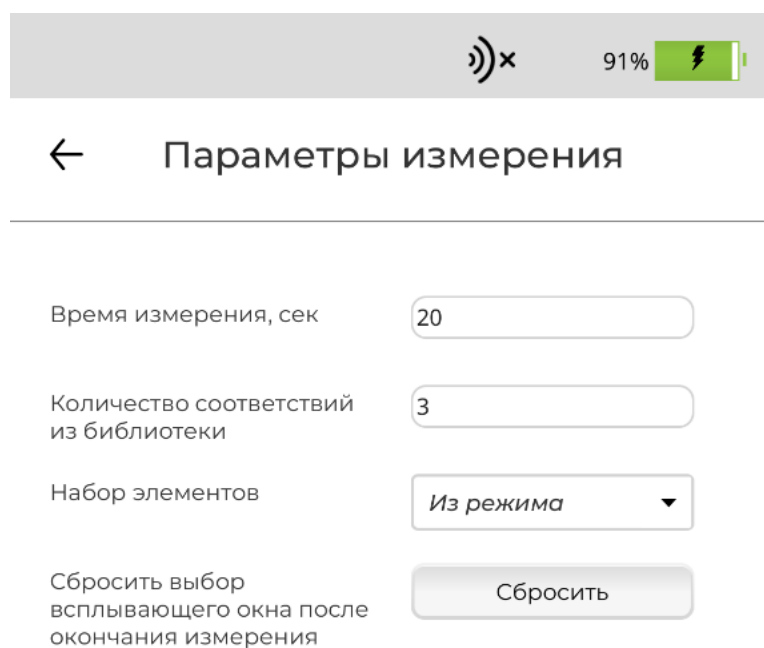 91%
Параметры измерения
Время измерения, сек
20
Количество соответствий
из библиотеки
3
Набор элементов
Из режима
Сбросить выбор
всплывающего окна после
окончания измерения
Сбросить